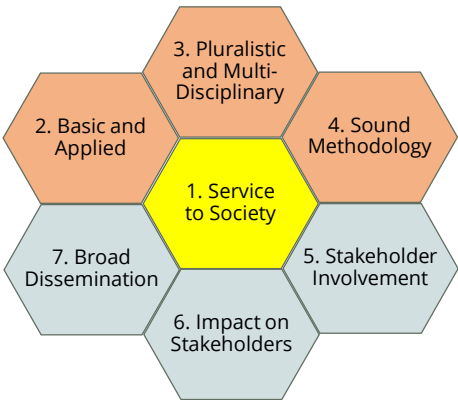 3. Pluralistic
and Multi-
Disciplinary
2. Basic and
Applied
4. Sound
Methodology
1. Service
to Society
7. Broad
Dissemination
5. Stakeholder
Involvement
6. Impact on
Stakeholders